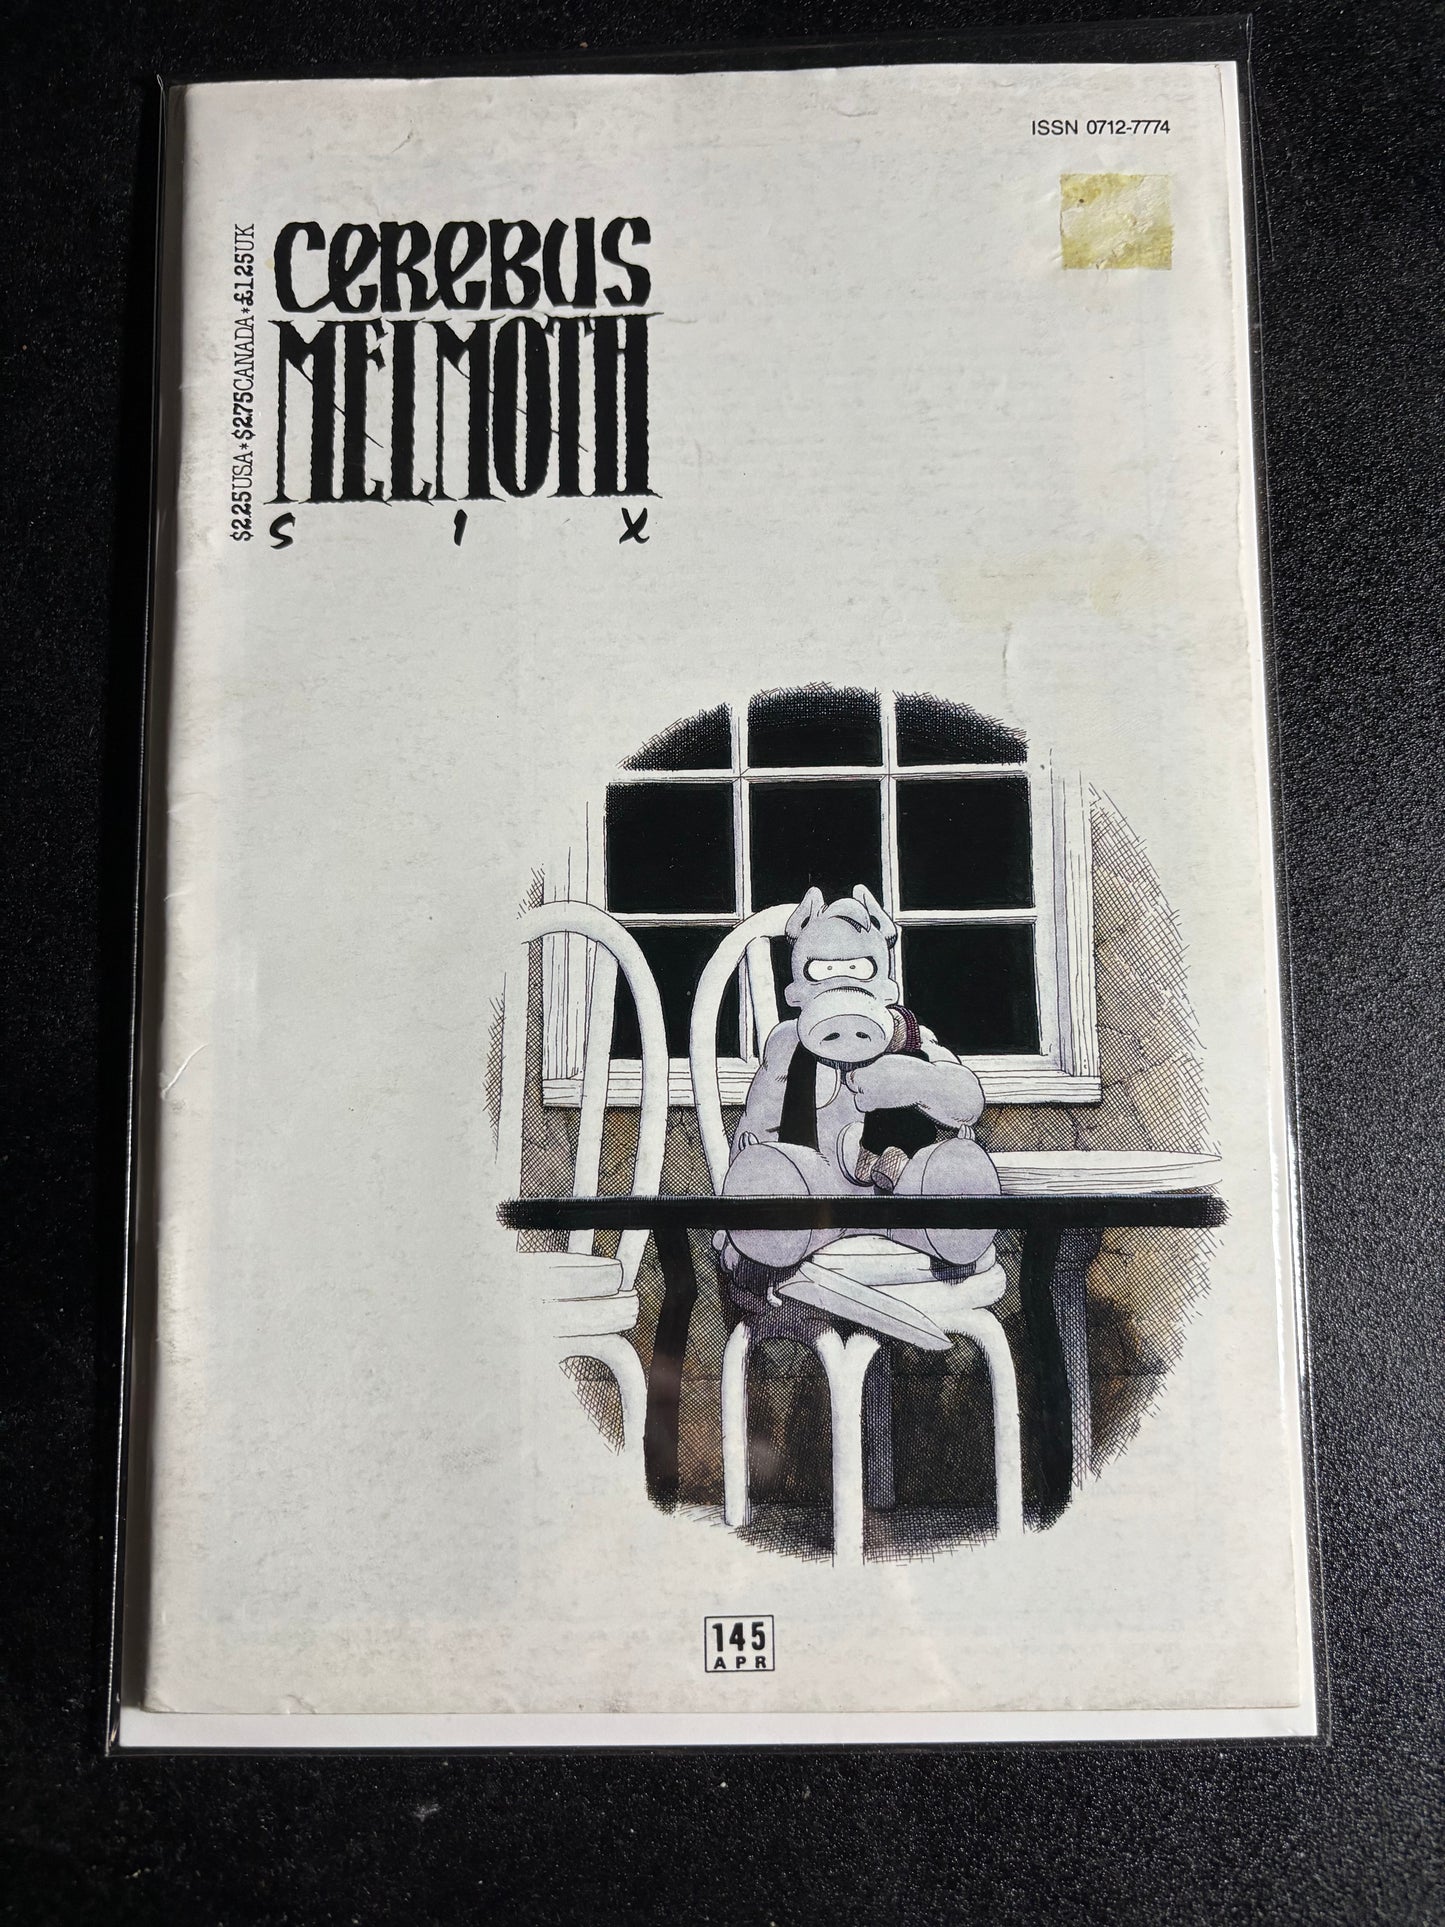 ISSN 0712-7774
$2.25USA*$2.75CANADA*£1.25UK
CEREBUS
MELMOTH
SIX
145
APR